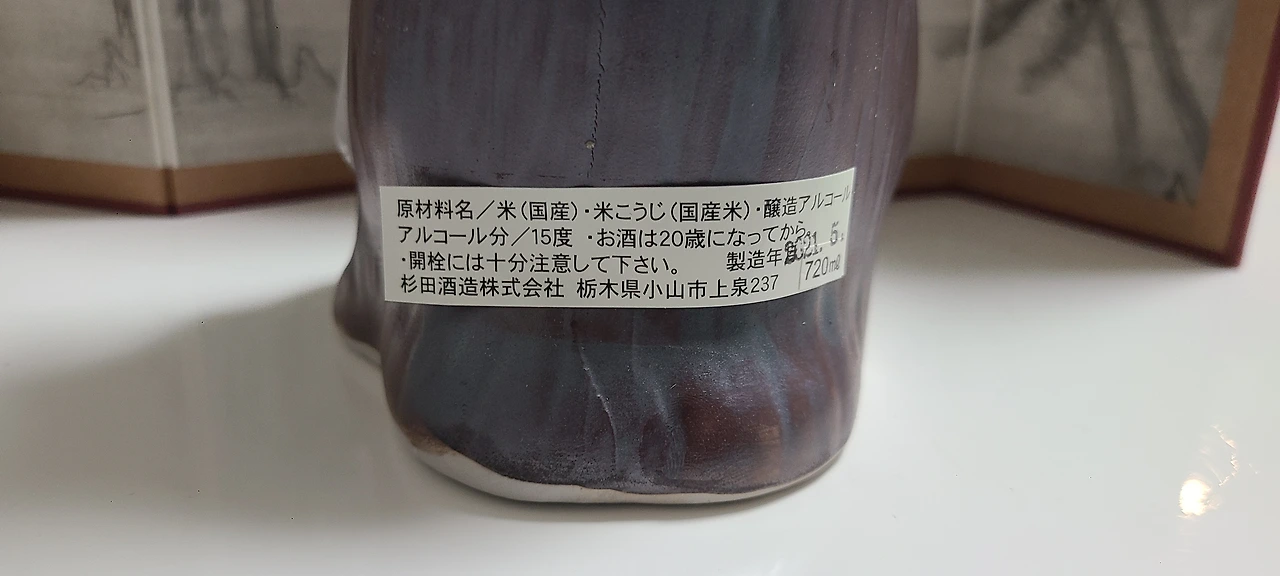 原材料名／米（国産）・米こうじ（国産米）・醸造アルコール
アルコール分／15度 ・お酒は20歳になってから。
・開栓には十分注意して下さい。 製造年月 2021. 5.
720mℓ
杉田酒造株式会社 栃木県小山市上泉237